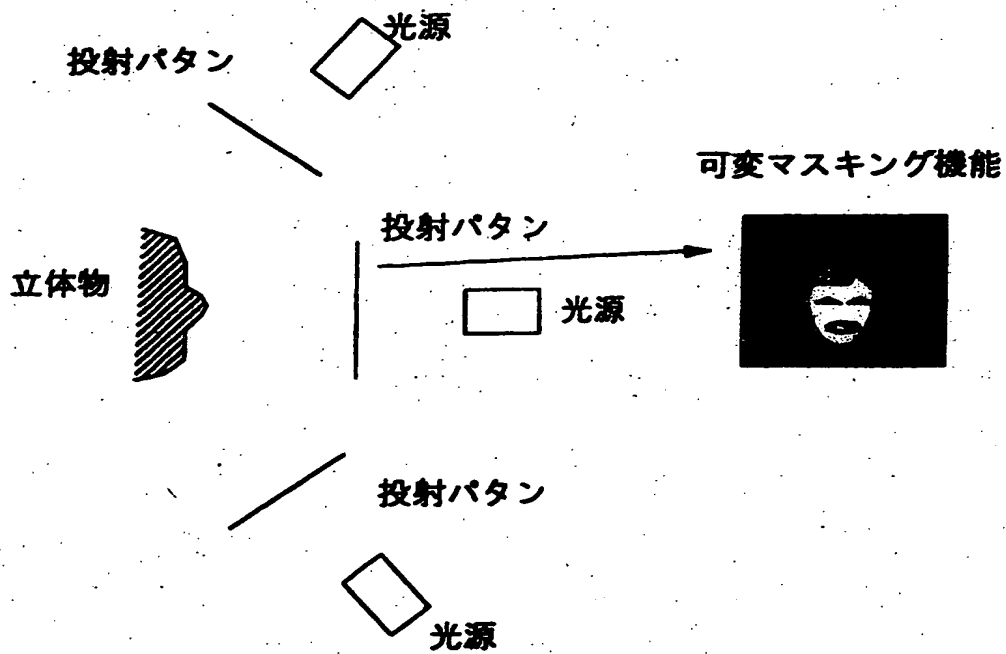 光源
投射パタン
可変マスキング機能
投射パタン
立体物
光源
投射パタン
光源